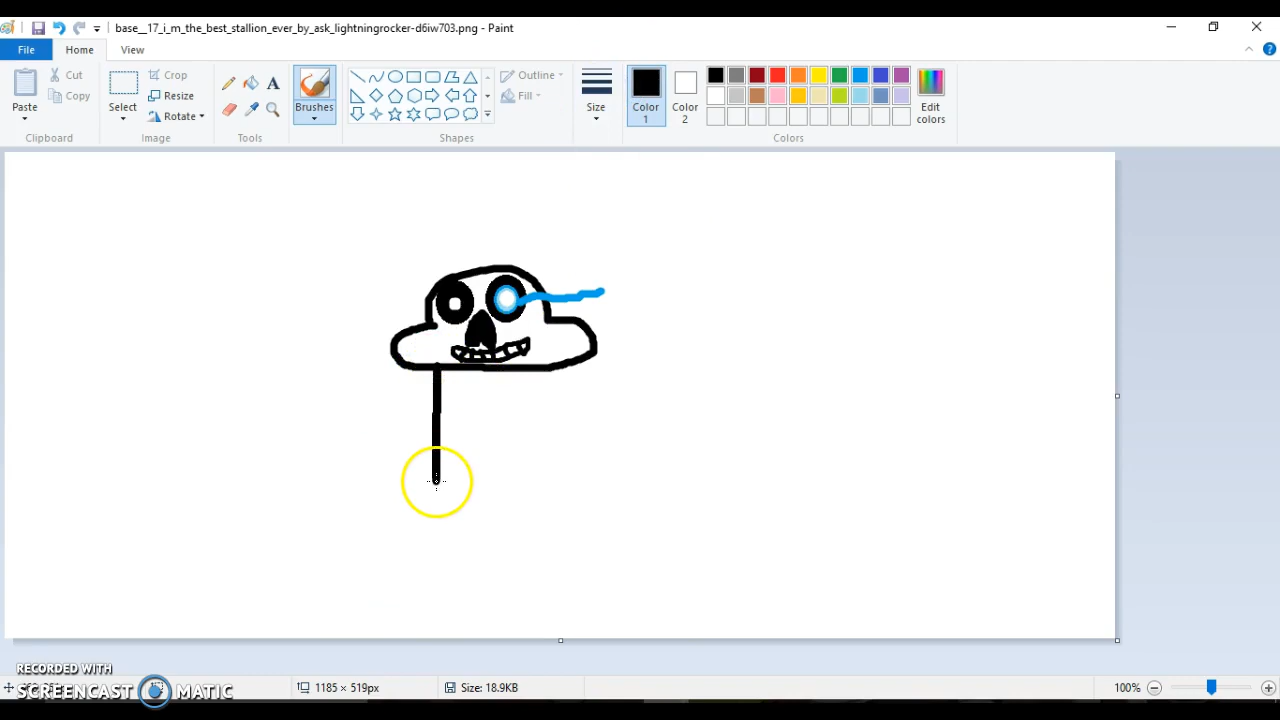 base__17_i_m_the_best_stallion_ever_by_ask_lightningrocker-d6iw703.png - Paint
File Home View
Paste
Cut
Copy
Clipboard
Select
Crop
Resize
Rotate
Image
A
Tools
Brushes
Outline
Fill
Shapes
Size
Color 1
Color 2
Edit colors
Colors
RECORDED WITH
SCREENCAST MATIC
1185 × 519px
Size: 18.9KB
100%